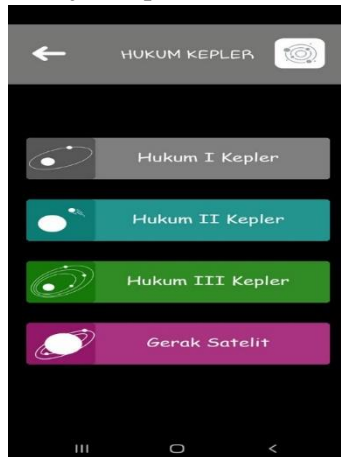 HUKUM KEPLER
Hukum I Kepler
Hukum II Kepler
Hukum III Kepler
Gerak Satelit